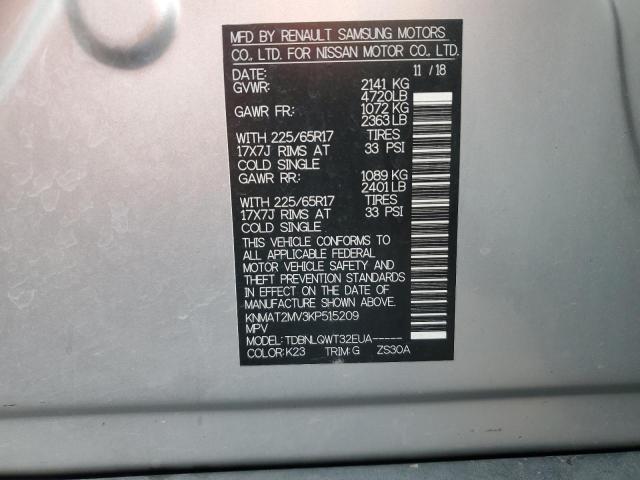 MFD BY RENAULT SAMSUNG MOTORS
CO., LTD. FOR NISSAN MOTOR CO., LTD.
DATE: 11 / 18
GVWR: 2141 KG
4720LB
GAWR FR: 1072 KG
2363 LB
WITH 225/65R17 TIRES
17X7J RIMS AT 33 PSI
COLD SINGLE
GAWR RR: 1089 KG
2401 LB
WITH 225/65R17 TIRES
17X7J RIMS AT 33 PSI
COLD SINGLE
THIS VEHICLE CONFORMS TO
ALL APPLICABLE FEDERAL
MOTOR VEHICLE SAFETY AND
THEFT PREVENTION STANDARDS
IN EFFECT ON THE DATE OF
MANUFACTURE SHOWN ABOVE.
KNMAT2MV3KP515209
MPV
MODEL: TDBNLQWT32EUA-----
COLOR: K23 TRIM: G ZS30A